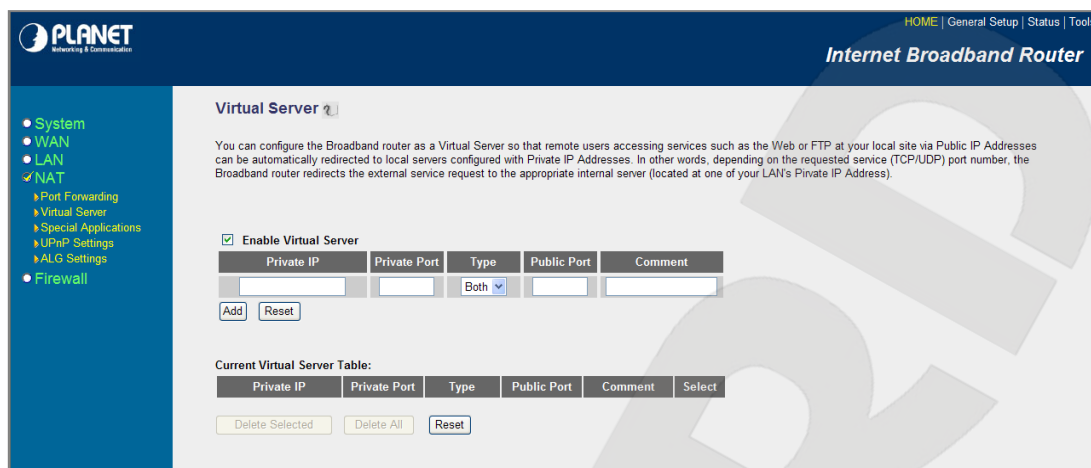 PLANET
Networking & Communication
HOME | General Setup | Status | Tools
Internet Broadband Router
System
WAN
LAN
NAT
Port Forwarding
Virtual Server
Special Applications
UPnP Settings
ALG Settings
Firewall
Virtual Server
You can configure the Broadband router as a Virtual Server so that remote users accessing services such as the Web or FTP at your local site via Public IP Addresses
can be automatically redirected to local servers configured with Private IP Addresses. In other words, depending on the requested service (TCP/UDP) port number, the
Broadband router redirects the external service request to the appropriate internal server (located at one of your LAN's Private IP Address).
Enable Virtual Server
Private IP Private Port Type Public Port Comment
Both
Add Reset
Current Virtual Server Table:
Private IP Private Port Type Public Port Comment Select
Delete Selected Delete All Reset